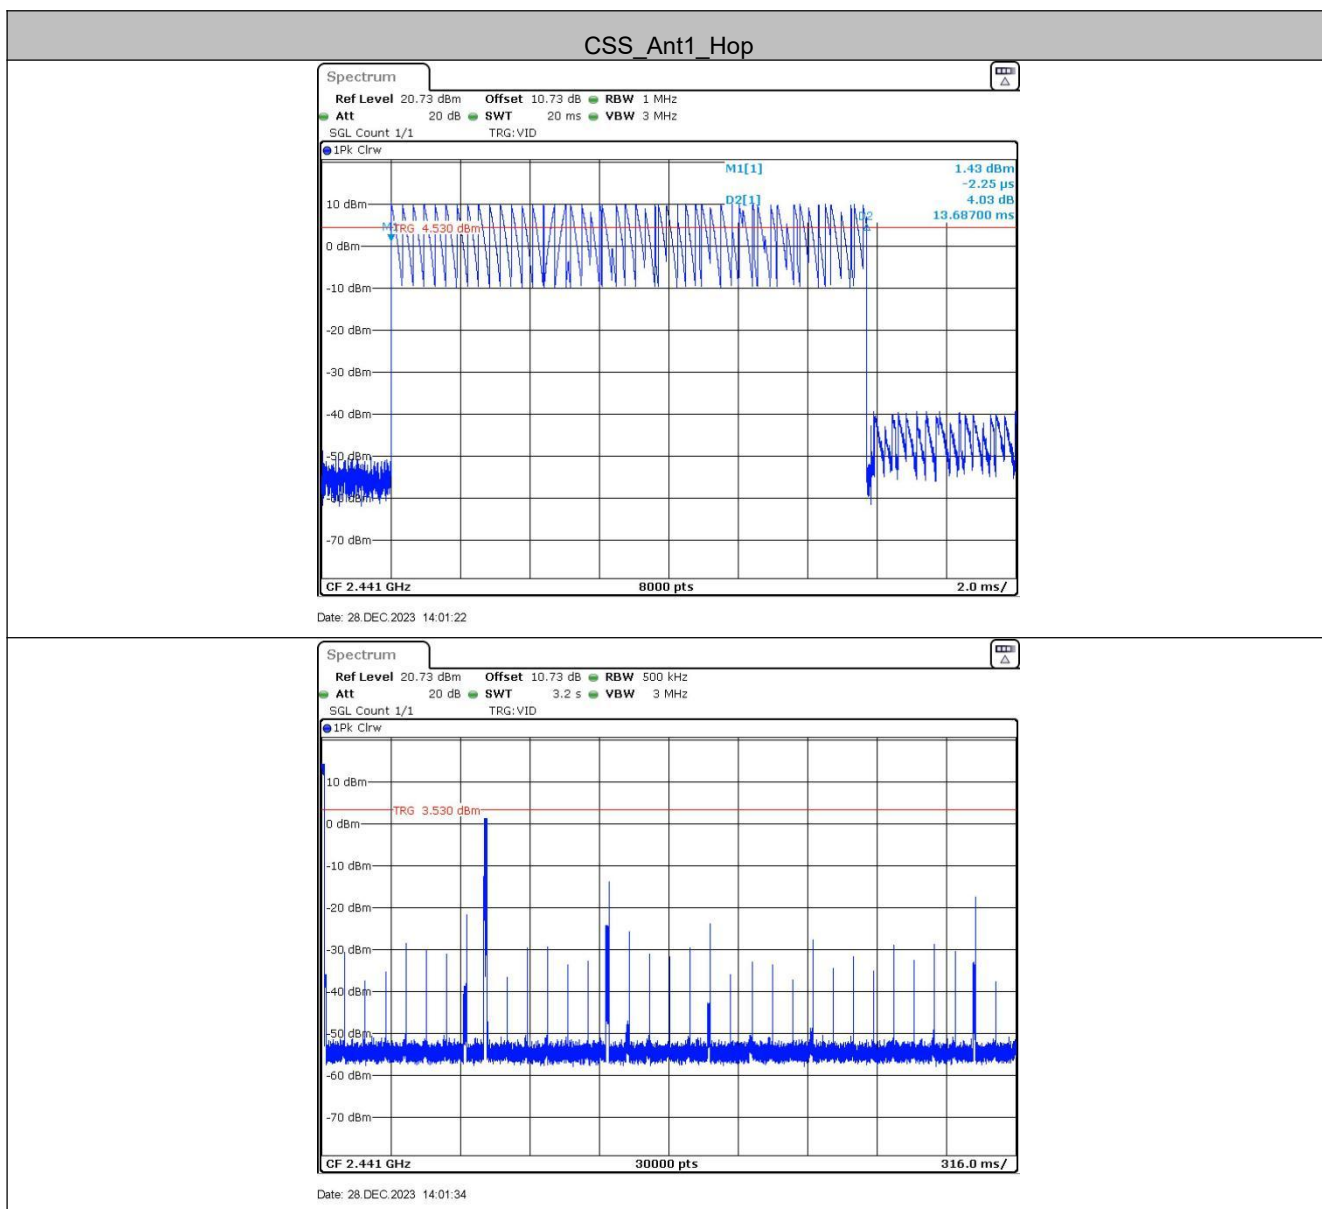 CSS_Ant1_Hop
Spectrum
Ref Level 20.73 dBm Offset 10.73 dB RBW 1 MHz
Att 20 dB SWT 20 ms VBW 3 MHz
SGL Count 1/1 TRG:VID
1Pk Clrw
M1[1] 1.43 dBm
-2.25 µs
D2[1] 4.03 dB
13.68700 ms
10 dBm
D2
TRG 4.530 dBm
0 dBm
-10 dBm
-20 dBm
-30 dBm
-40 dBm
-50 dBm
-60 dBm
-70 dBm
CF 2.441 GHz 8000 pts 2.0 ms/
Date: 28.DEC.2023 14:01:22
Spectrum
Ref Level 20.73 dBm Offset 10.73 dB RBW 500 kHz
Att 20 dB SWT 3.2 s VBW 3 MHz
SGL Count 1/1 TRG:VID
1Pk Clrw
10 dBm
TRG 3.530 dBm
0 dBm
-10 dBm
-20 dBm
-30 dBm
-40 dBm
-50 dBm
-60 dBm
-70 dBm
CF 2.441 GHz 30000 pts 316.0 ms/
Date: 28.DEC.2023 14:01:34